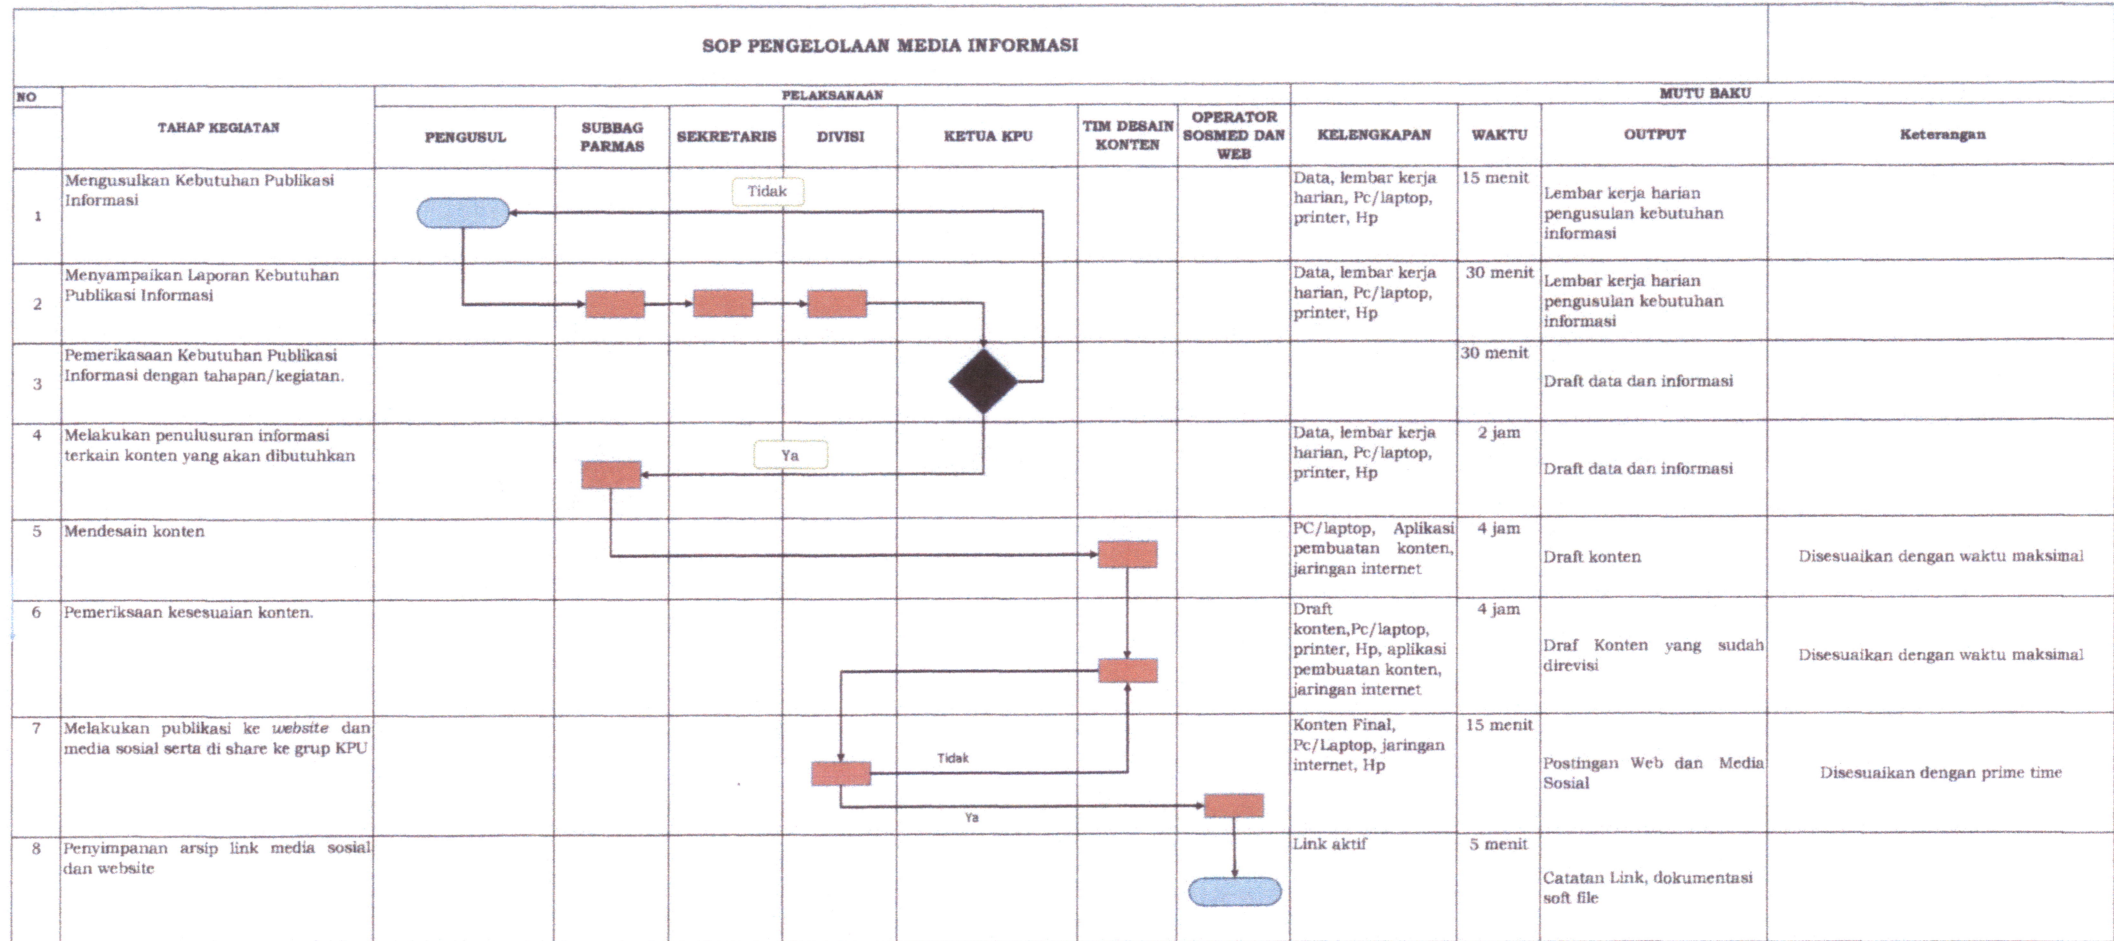 SOP PENGELOLAAN MEDIA INFORMASI
NO
TAHAP KEGIATAN
PELAKSANAAN
MUTU BAKU
PENGUSUL
SUBBAG
PARMAS
SEKRETARIS
DIVISI
KETUA KPU
TIM DESAIN
KONTEN
OPERATOR
SOSMED DAN
WEB
KELENGKAPAN
WAKTU
OUTPUT
Keterangan
1
Mengusulkan Kebutuhan Publikasi
Informasi
Tidak
Data, lembar kerja
harian, Pc/laptop,
printer, Hp
15 menit
Lembar kerja harian
pengusulan kebutuhan
informasi
2
Menyampaikan Laporan Kebutuhan
Publikasi Informasi
Data, lembar kerja
harian, Pc/laptop,
printer, Hp
30 menit
Lembar kerja harian
pengusulan kebutuhan
informasi
3
Pemerikasaan Kebutuhan Publikasi
Informasi dengan tahapan/kegiatan.
30 menit
Draft data dan informasi
4
Melakukan penulusuran informasi
terkain konten yang akan dibutuhkan
Ya
Data, lembar kerja
harian, Pc/laptop,
printer, Hp
2 jam
Draft data dan informasi
5
Mendesain konten
PC/laptop, Aplikasi
pembuatan konten,
jaringan internet
4 jam
Draft konten
Disesuaikan dengan waktu maksimal
6
Pemeriksaan kesesuaian konten.
Draft
konten,Pc/laptop,
printer, Hp, aplikasi
pembuatan konten,
jaringan internet
4 jam
Draf Konten yang sudah
direvisi
Disesuaikan dengan waktu maksimal
7
Melakukan publikasi ke website dan
media sosial serta di share ke grup KPU
Tidak
Ya
Konten Final,
Pc/Laptop, jaringan
internet, Hp
15 menit
Postingan Web dan Media
Sosial
Disesuaikan dengan prime time
8
Penyimpanan arsip link media sosial
dan website
Link aktif
5 menit
Catatan Link, dokumentasi
soft file